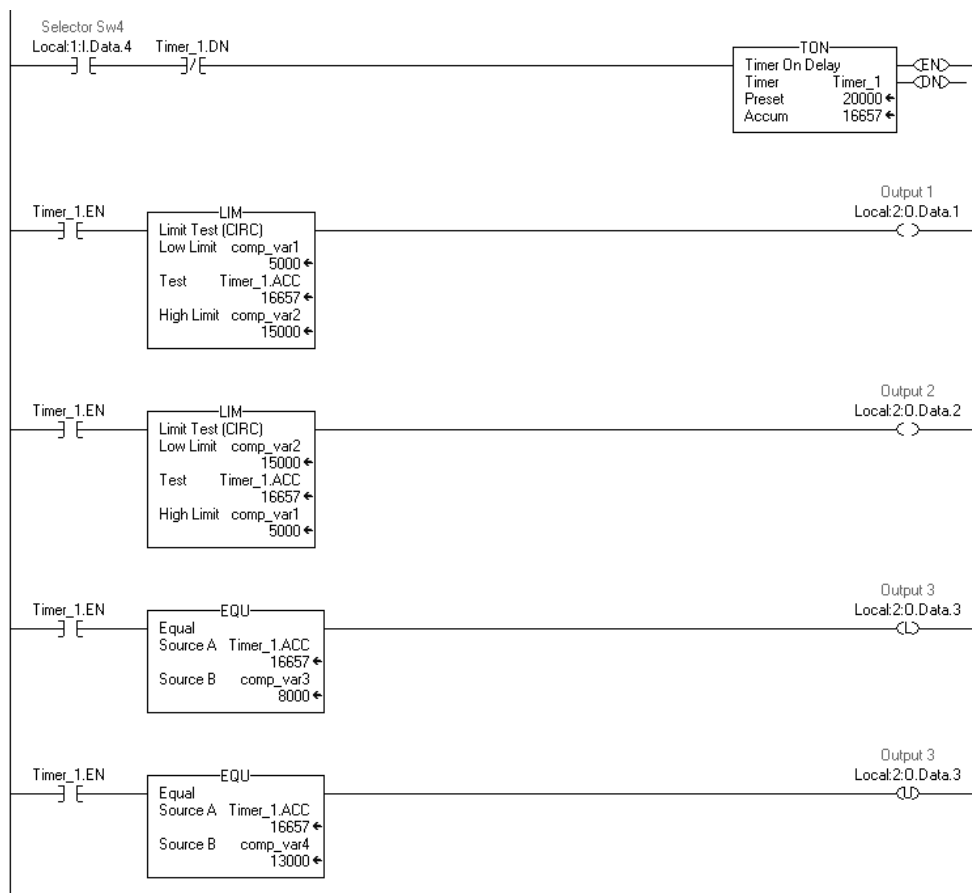 Selector Sw4
Local:1:I.Data.4 Timer_1.DN
TON
Timer On Delay EN
Timer Timer_1 DN
Preset 20000
Accum 16657
Output 1
Timer_1.EN Local:2:O.Data.1
LIM
Limit Test (CIRC)
Low Limit comp_var1
5000
Test Timer_1.ACC
16657
High Limit comp_var2
15000
Output 2
Timer_1.EN Local:2:O.Data.2
LIM
Limit Test (CIRC)
Low Limit comp_var2
15000
Test Timer_1.ACC
16657
High Limit comp_var1
5000
Output 3
Timer_1.EN Local:2:O.Data.3
EQU
L
Equal
Source A Timer_1.ACC
16657
Source B comp_var3
8000
Output 3
Timer_1.EN Local:2:O.Data.3
EQU
U
Equal
Source A Timer_1.ACC
16657
Source B comp_var4
13000